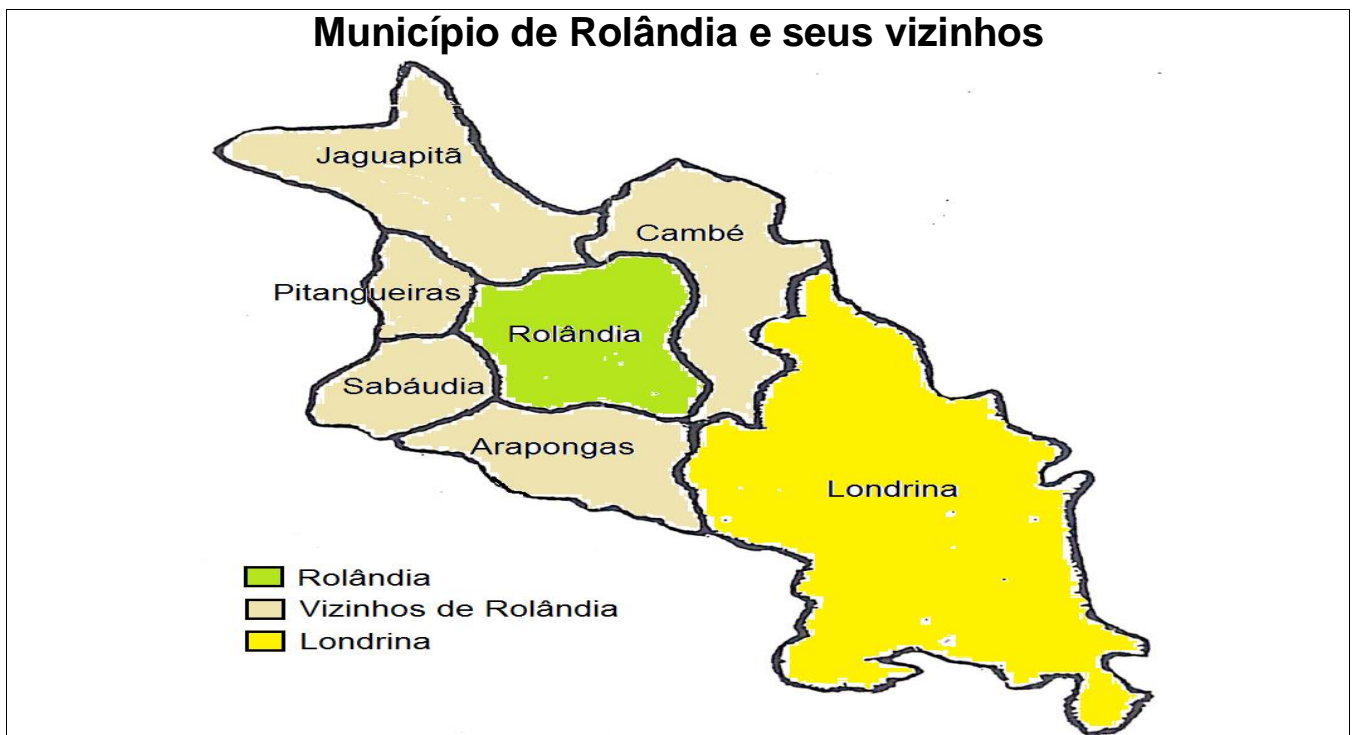 Município de Rolândia e seus vizinhos
Jaguapitã
Cambé
Pitangueiras
Rolândia
Sabáudia
Arapongas
Londrina
Rolândia
Vizinhos de Rolândia
Londrina